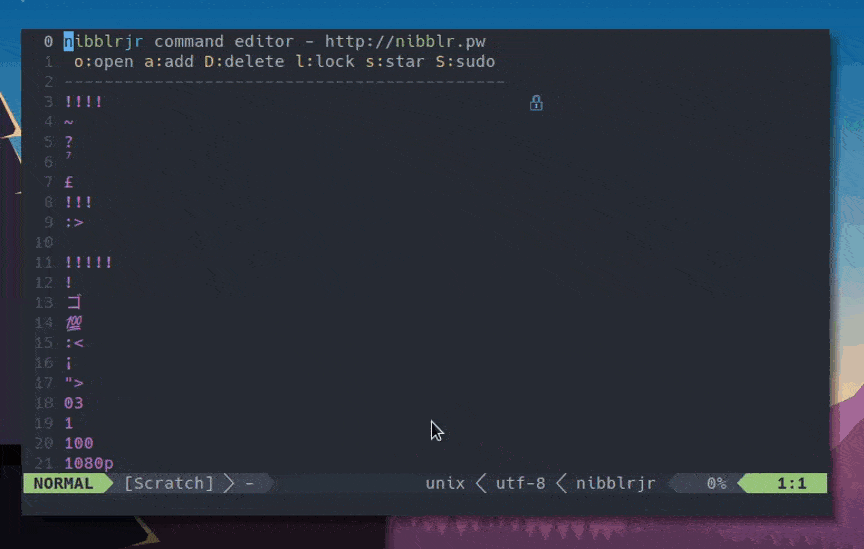 0 nibblrjr command editor - http://nibblr.pw
1 o:open a:add D:delete l:lock s:star S:sudo
2 --------------------------------------------
3 !!!! 🔒
4 ~
5 ?
6 ?
7 £
8 !!!
9 :>
10
11 !!!!!
12 !
13 ゴ
14 💯
15 :<
16 ¡
17 ">
18 03
19 1
20 100
21 1080p
NORMAL [Scratch] - unix utf-8 nibblrjr 0% 1:1